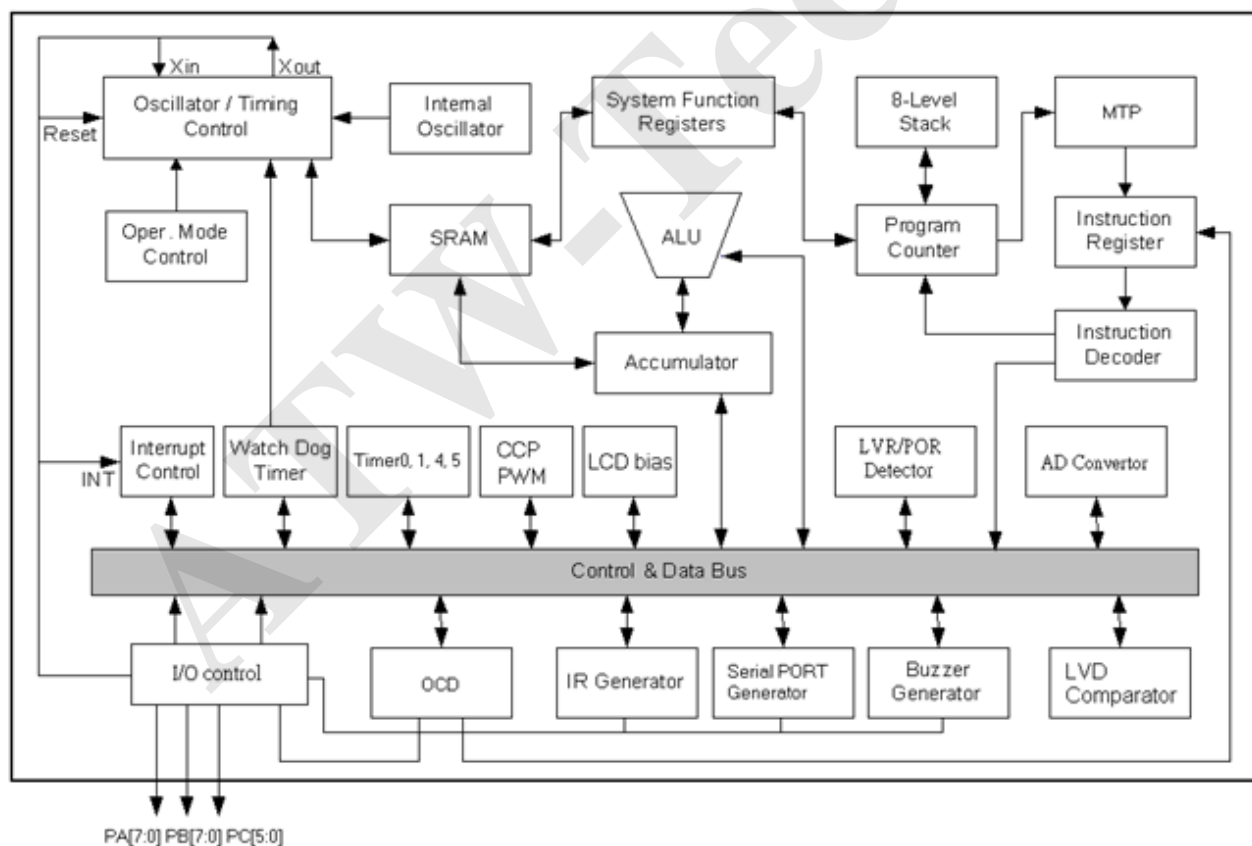 Xin
Xout
Oscillator / Timing
Control
Reset
Internal
Oscillator
System Function
Registers
8-Level
Stack
MTP
Oper. Mode
Control
SRAM
ALU
Program
Counter
Instruction
Register
Accumulator
Instruction
Decoder
INT
Interrupt
Control
Watch Dog
Timer
Timer0, 1, 4, 5
CCP
PWM
LCD bias
LVR/POR
Detector
AD Convertor
Control & Data Bus
I/O control
OCD
IR Generator
Serial PORT
Generator
Buzzer
Generator
LVD
Comparator
PA[7:0] PB[7:0] PC[5:0]